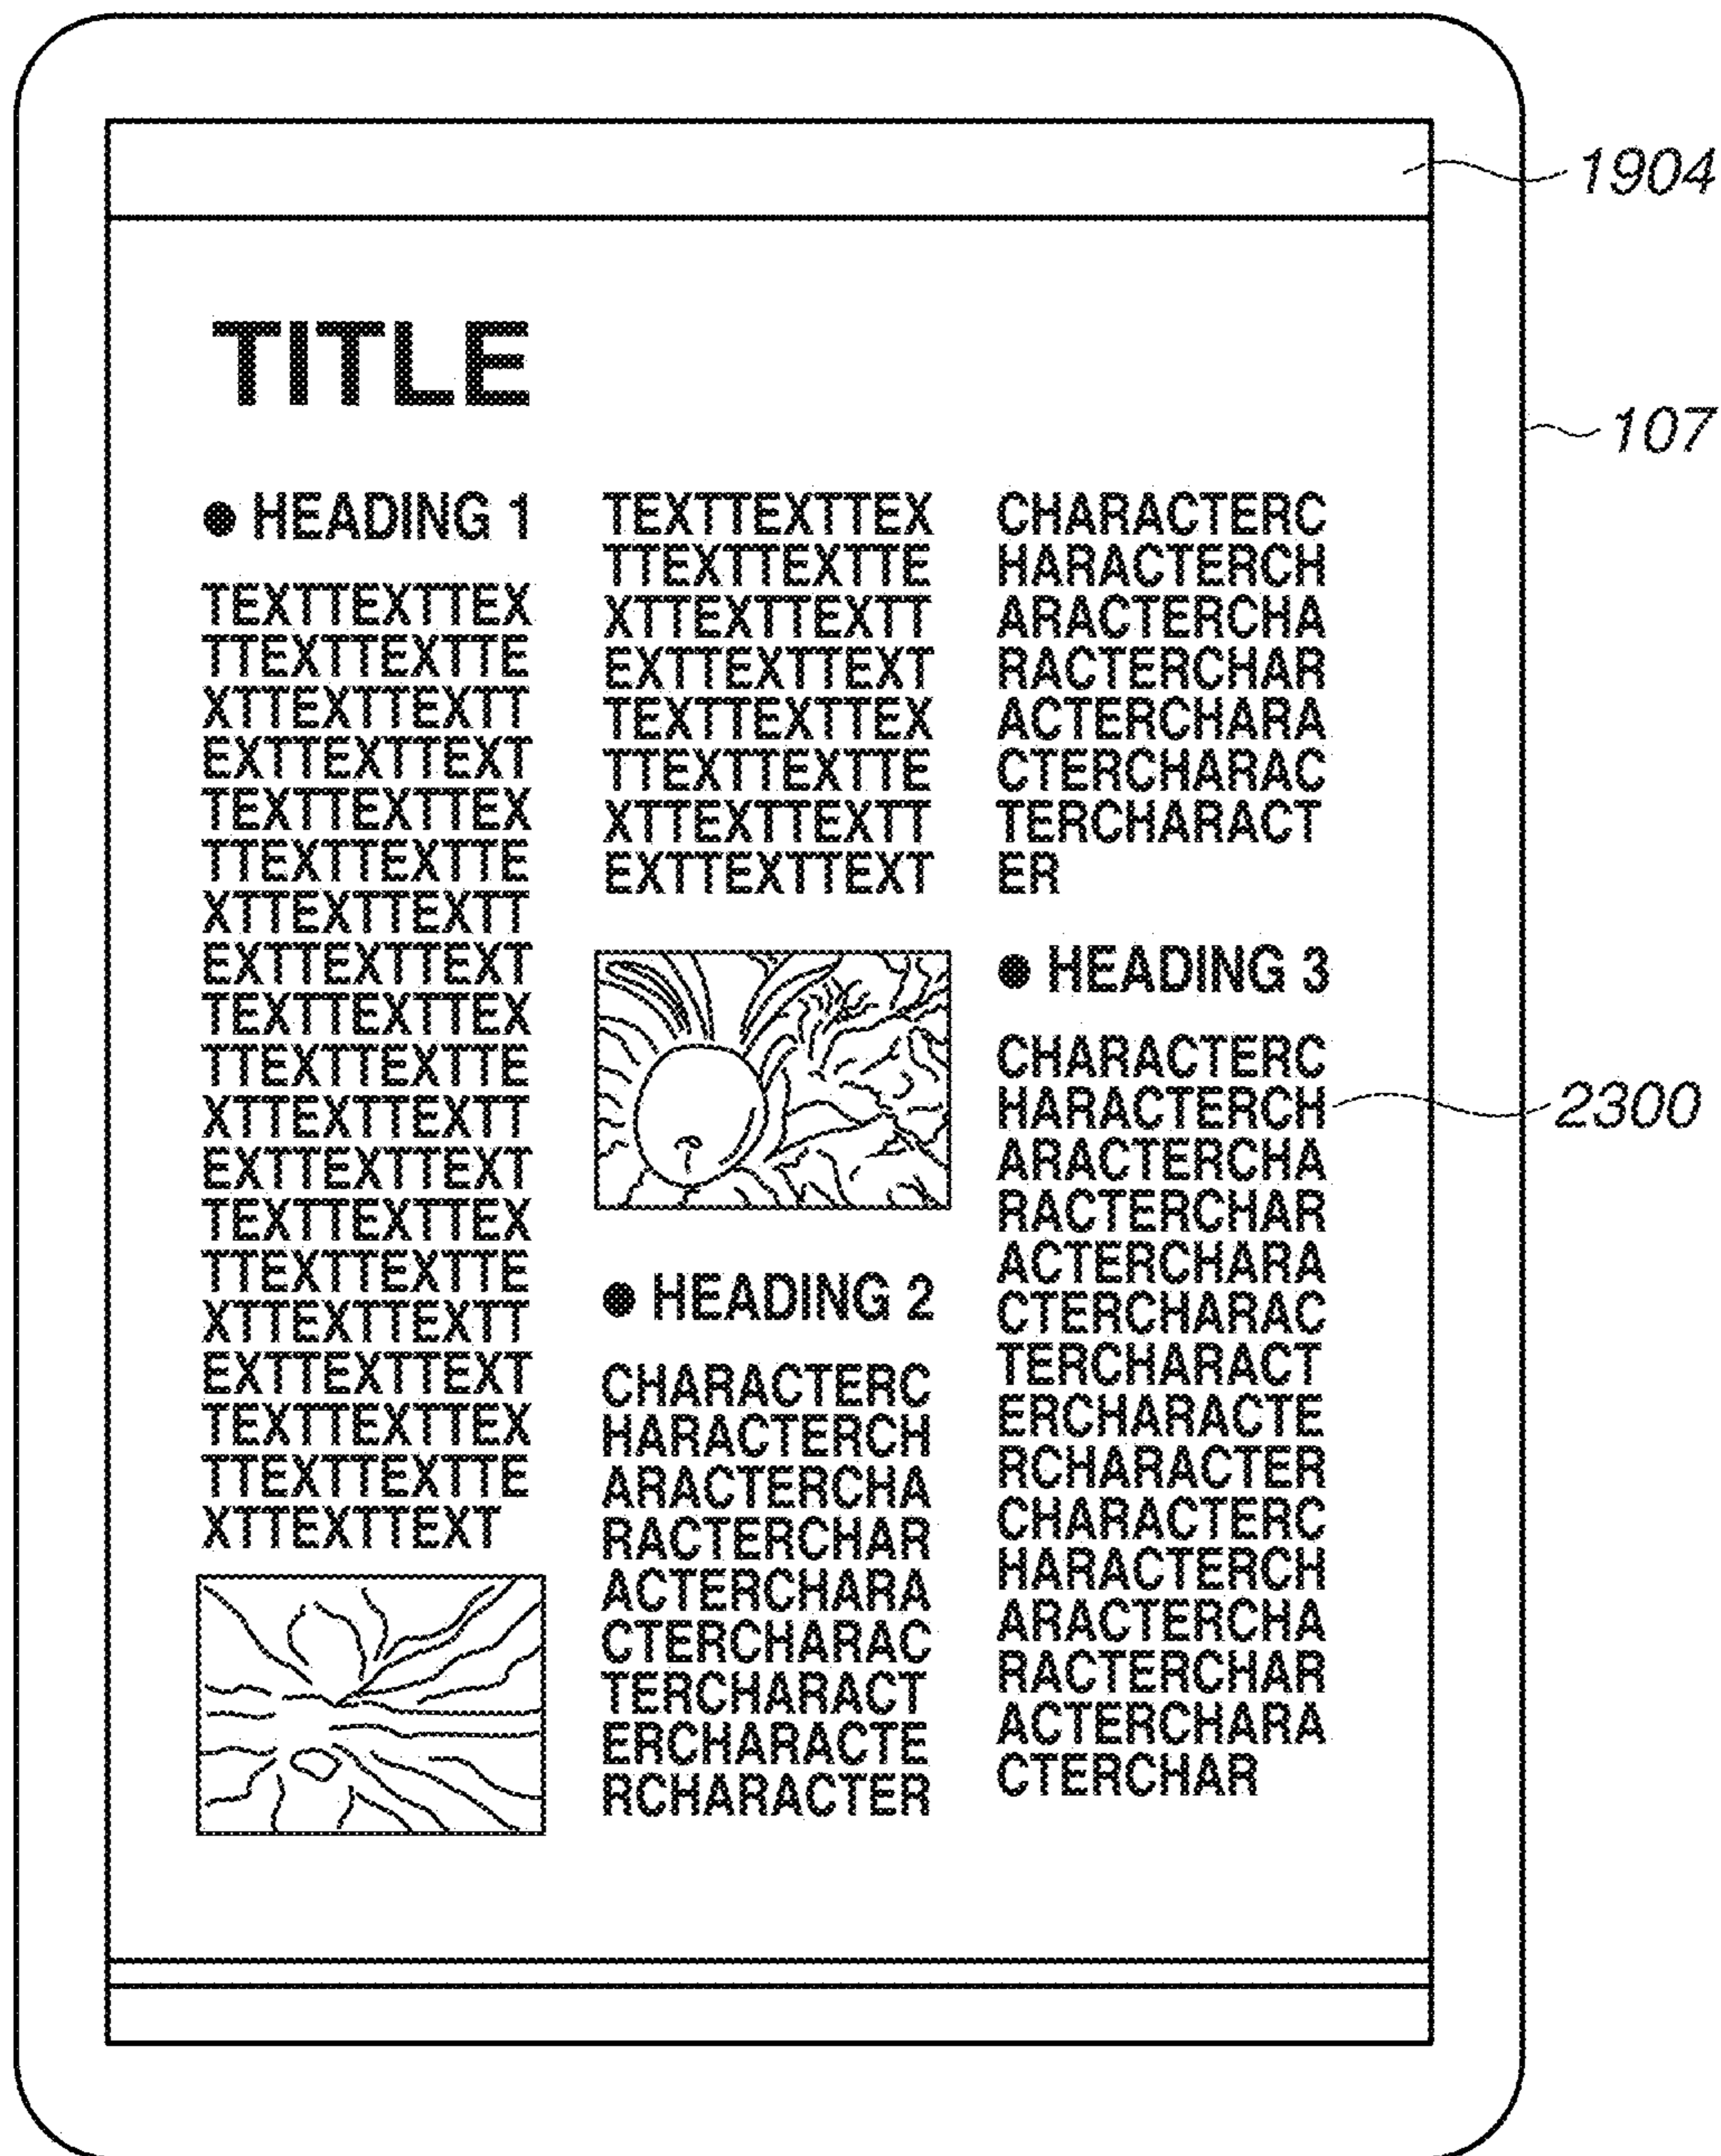 1904
107
TITLE
● HEADING 1
TEXTTEXTTEX
TTEXTTEXTTE
XTTEXTTEXTT
EXTTEXTTEXT
TEXTTEXTTEX
TTEXTTEXTTE
XTTEXTTEXTT
EXTTEXTTEXT
TEXTTEXTTEX
TTEXTTEXTTE
XTTEXTTEXTT
EXTTEXTTEXT
TEXTTEXTTEX
TTEXTTEXTTE
XTTEXTTEXTT
EXTTEXTTEXT
TEXTTEXTTEX
TTEXTTEXTTE
XTTEXTTEXT
TEXTTEXTTEX
TTEXTTEXTTE
XTTEXTTEXTT
EXTTEXTTEXT
TEXTTEXTTEX
TTEXTTEXTTE
XTTEXTTEXTT
EXTTEXTTEXT
● HEADING 2
CHARACTERC
HARACTERCH
ARACTERCHA
RACTERCHAR
ACTERCHARA
CTERCHARAC
TERCHARACT
ERCHARACTE
RCHARACTER
CHARACTERC
HARACTERCH
ARACTERCHA
RACTERCHAR
ACTERCHARA
CTERCHARAC
TERCHARACT
ER
● HEADING 3
CHARACTERC
HARACTERCH
ARACTERCHA
RACTERCHAR
ACTERCHARA
CTERCHARAC
TERCHARACT
ERCHARACTE
RCHARACTER
CHARACTERC
HARACTERCH
ARACTERCHA
RACTERCHAR
ACTERCHARA
CTERCHAR
2300